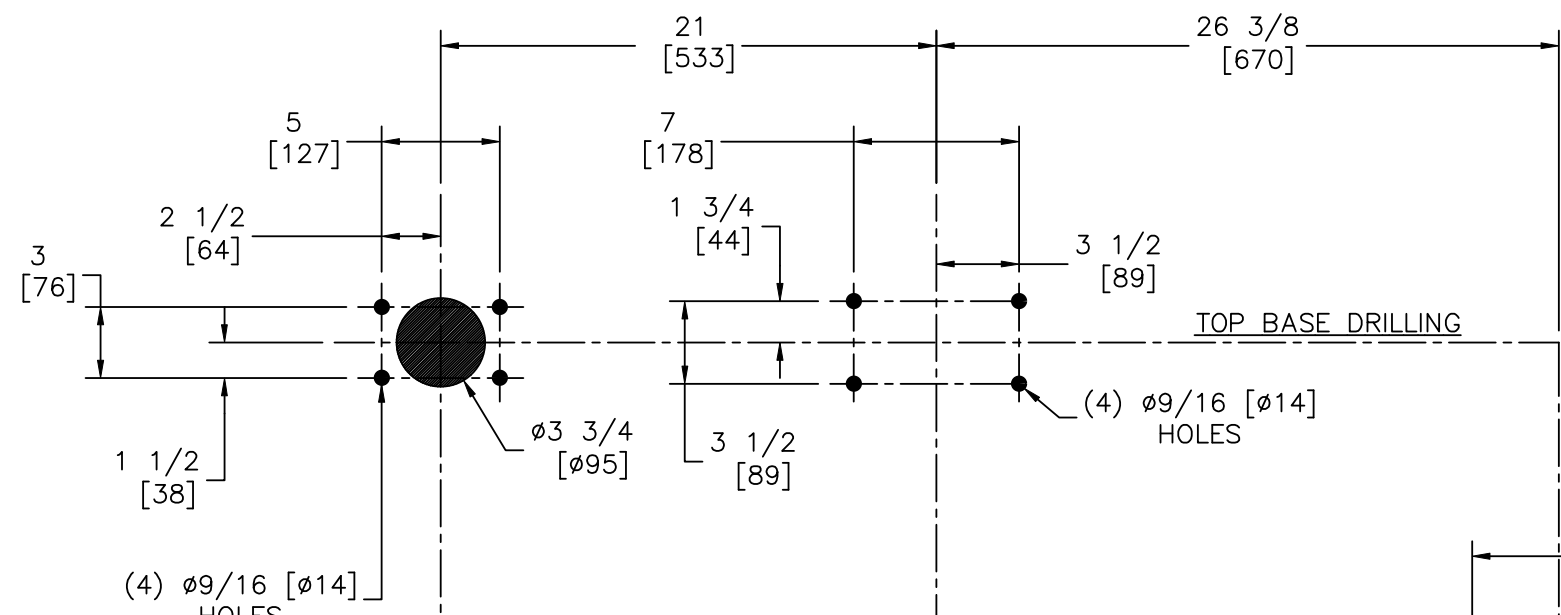 21
[533]
26 3/8
[670]
5
[127]
7
[178]
2 1/2
[64]
1 3/4
[44]
3 1/2
[89]
3
[76]
TOP BASE DRILLING
1 1/2
[38]
ø3 3/4
[ø95]
3 1/2
[89]
(4) ø9/16 [ø14]
HOLES
(4) ø9/16 [ø14]
HOLES